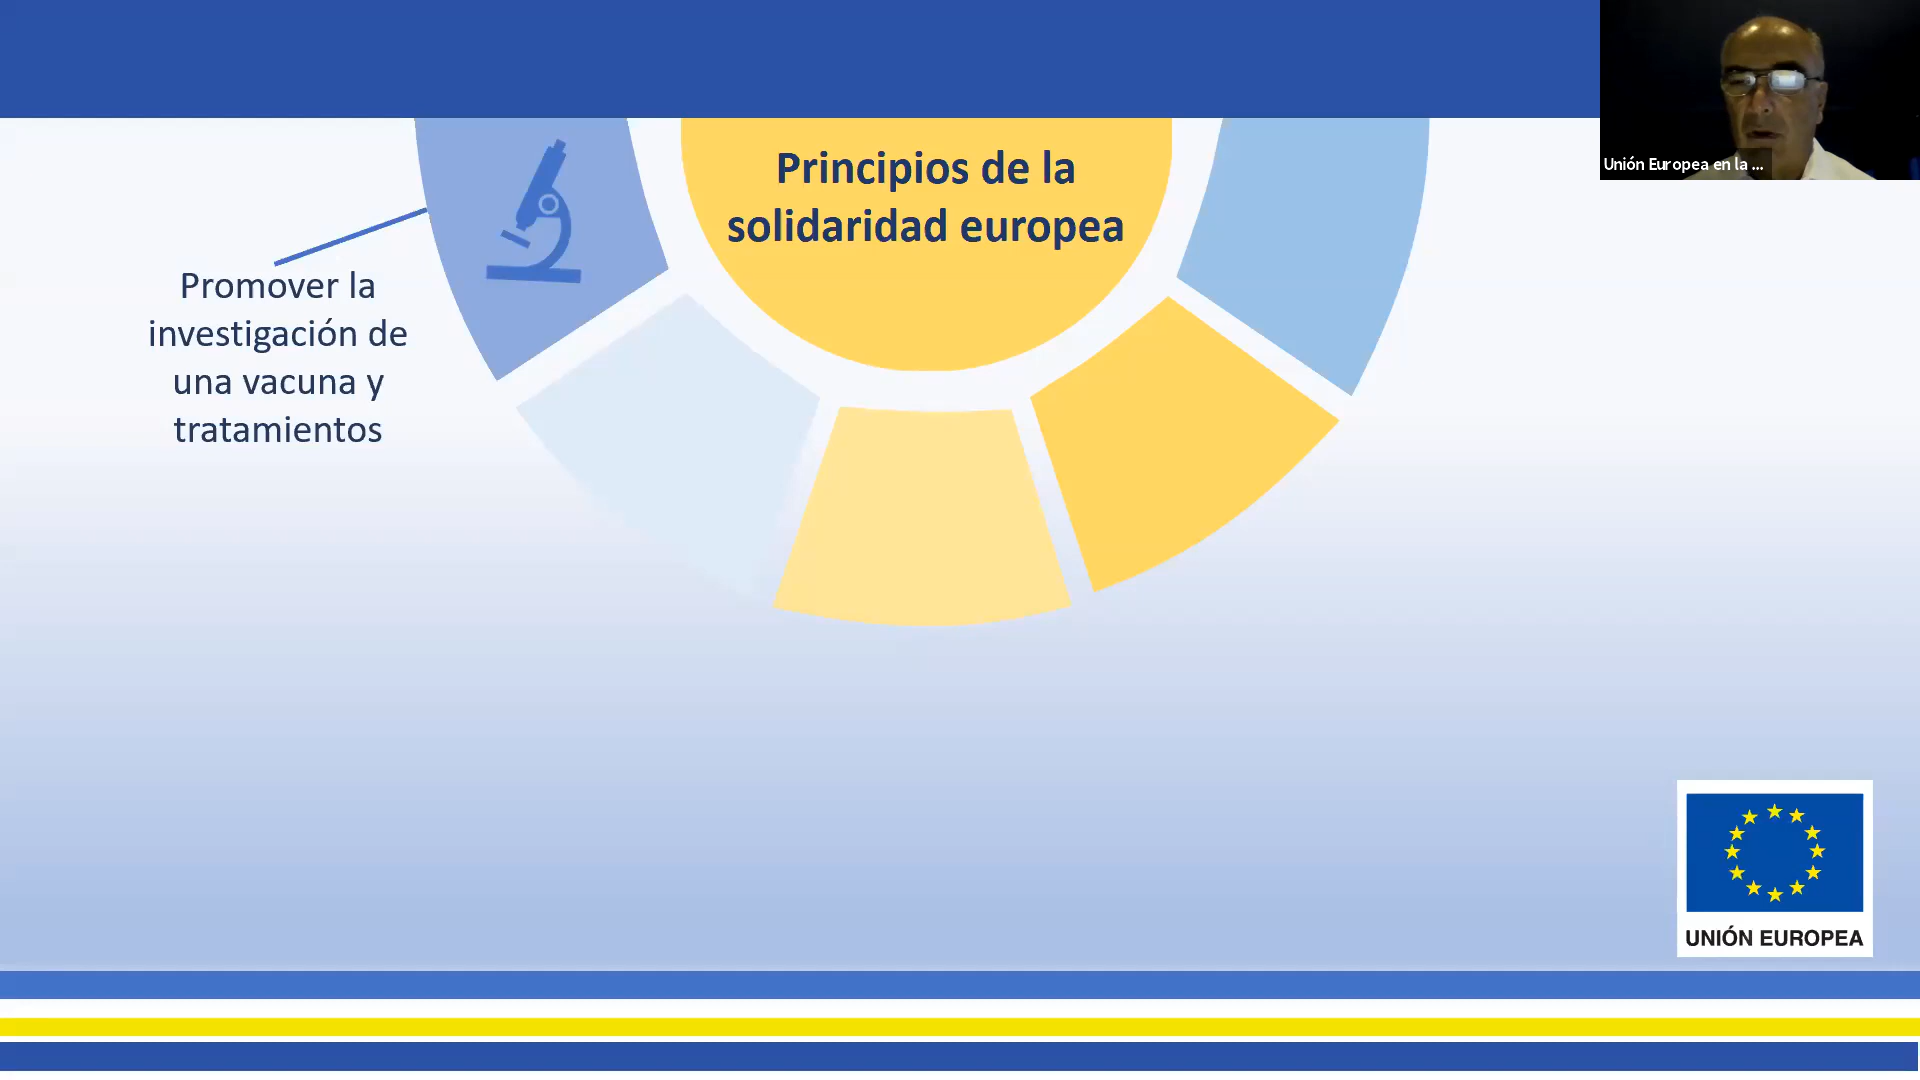 Unión Europea en la ...
Principios de la
solidaridad europea
Promover la
investigación de
una vacuna y
tratamientos
UNIÓN EUROPEA